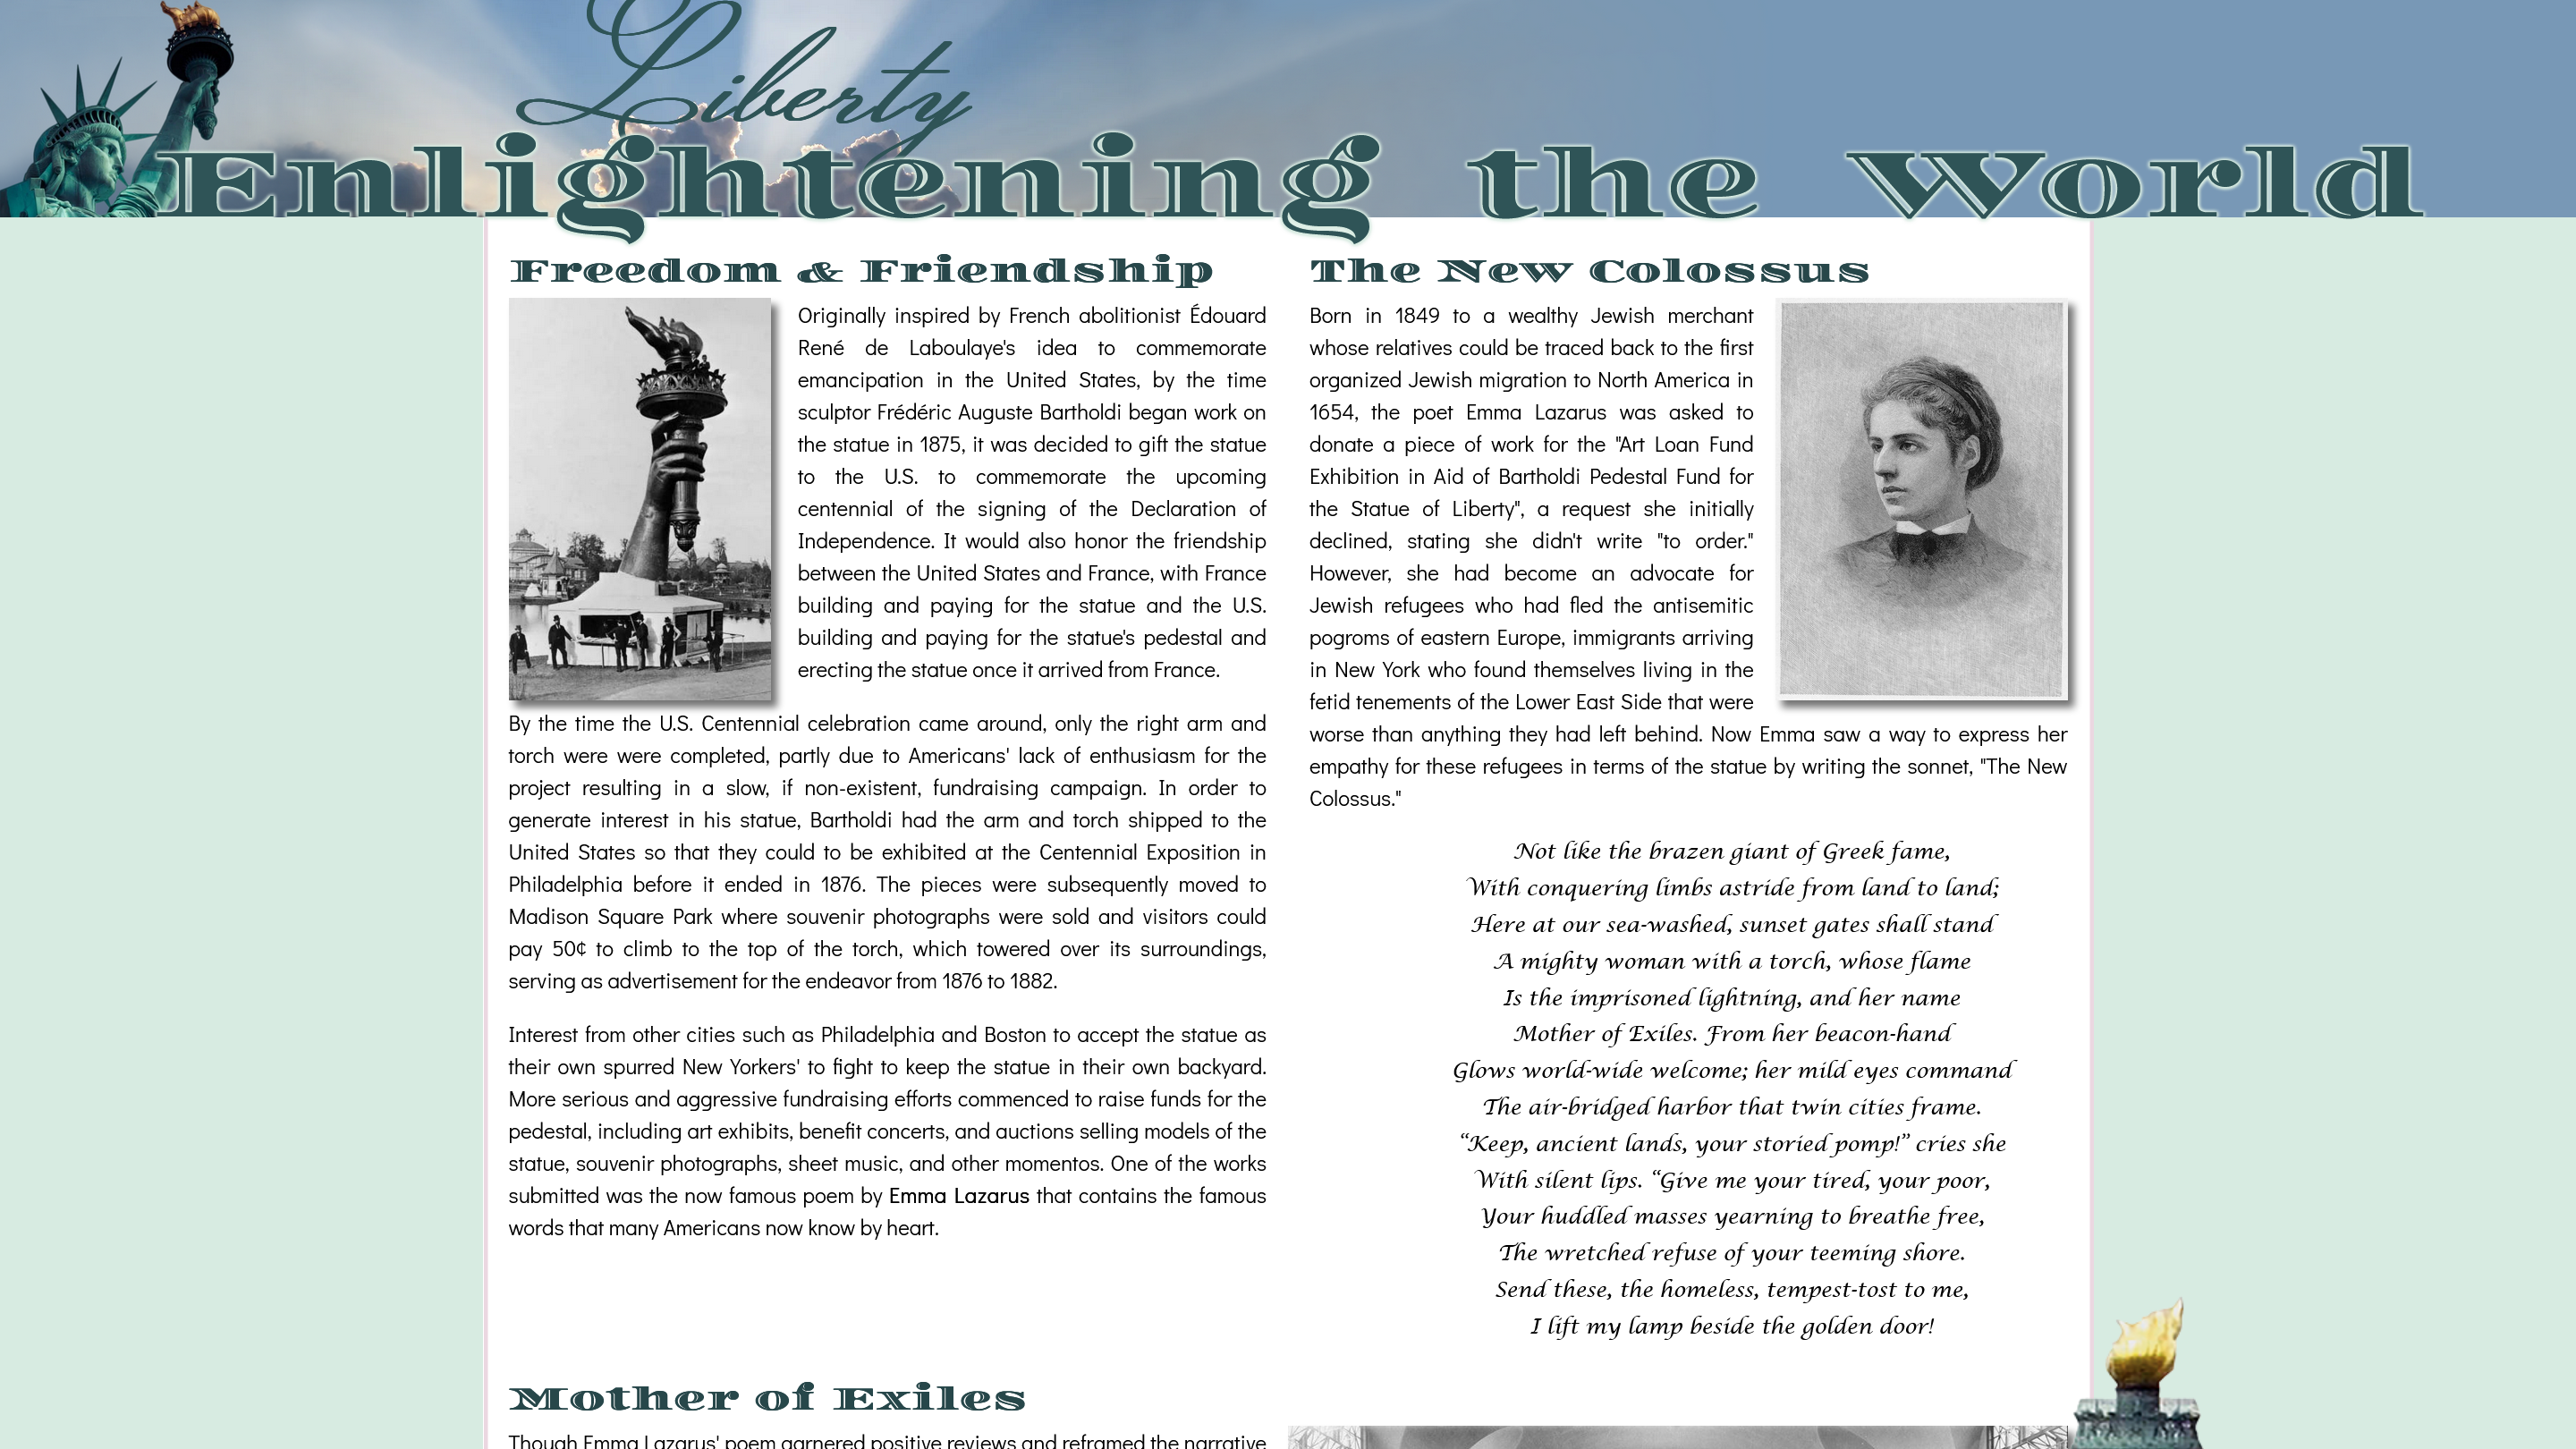 Liberty
Enlightening the World
Freedom & Friendship
Originally inspired by French abolitionist Édouard
René de Laboulaye's idea to commemorate
emancipation in the United States, by the time
sculptor Frédéric Auguste Bartholdi began work on
the statue in 1875, it was decided to gift the statue
to the U.S. to commemorate the upcoming
centennial of the signing of the Declaration of
Independence. It would also honor the friendship
between the United States and France, with France
building and paying for the statue and the U.S.
building and paying for the statue's pedestal and
erecting the statue once it arrived from France.
By the time the U.S. Centennial celebration came around, only the right arm and
torch were were completed, partly due to Americans' lack of enthusiasm for the
project resulting in a slow, if non-existent, fundraising campaign. In order to
generate interest in his statue, Bartholdi had the arm and torch shipped to the
United States so that they could to be exhibited at the Centennial Exposition in
Philadelphia before it ended in 1876. The pieces were subsequently moved to
Madison Square Park where souvenir photographs were sold and visitors could
pay 50¢ to climb to the top of the torch, which towered over its surroundings,
serving as advertisement for the endeavor from 1876 to 1882.
Interest from other cities such as Philadelphia and Boston to accept the statue as
their own spurred New Yorkers' to fight to keep the statue in their own backyard.
More serious and aggressive fundraising efforts commenced to raise funds for the
pedestal, including art exhibits, benefit concerts, and auctions selling models of the
statue, souvenir photographs, sheet music, and other momentos. One of the works
submitted was the now famous poem by Emma Lazarus that contains the famous
words that many Americans now know by heart.
The New Colossus
Born in 1849 to a wealthy Jewish merchant
whose relatives could be traced back to the first
organized Jewish migration to North America in
1654, the poet Emma Lazarus was asked to
donate a piece of work for the "Art Loan Fund
Exhibition in Aid of Bartholdi Pedestal Fund for
the Statue of Liberty", a request she initially
declined, stating she didn't write "to order."
However, she had become an advocate for
Jewish refugees who had fled the antisemitic
pogroms of eastern Europe, immigrants arriving
in New York who found themselves living in the
fetid tenements of the Lower East Side that were
worse than anything they had left behind. Now Emma saw a way to express her
empathy for these refugees in terms of the statue by writing the sonnet, "The New
Colossus."
Not like the brazen giant of Greek fame,
With conquering limbs astride from land to land;
Here at our sea-washed, sunset gates shall stand
A mighty woman with a torch, whose flame
Is the imprisoned lightning, and her name
Mother of Exiles. From her beacon-hand
Glows world-wide welcome; her mild eyes command
The air-bridged harbor that twin cities frame.
“Keep, ancient lands, your storied pomp!” cries she
With silent lips. “Give me your tired, your poor,
Your huddled masses yearning to breathe free,
The wretched refuse of your teeming shore.
Send these, the homeless, tempest-tost to me,
I lift my lamp beside the golden door!
Mother of Exiles
Though Emma Lazarus' poem garnered positive reviews and reframed the narrative